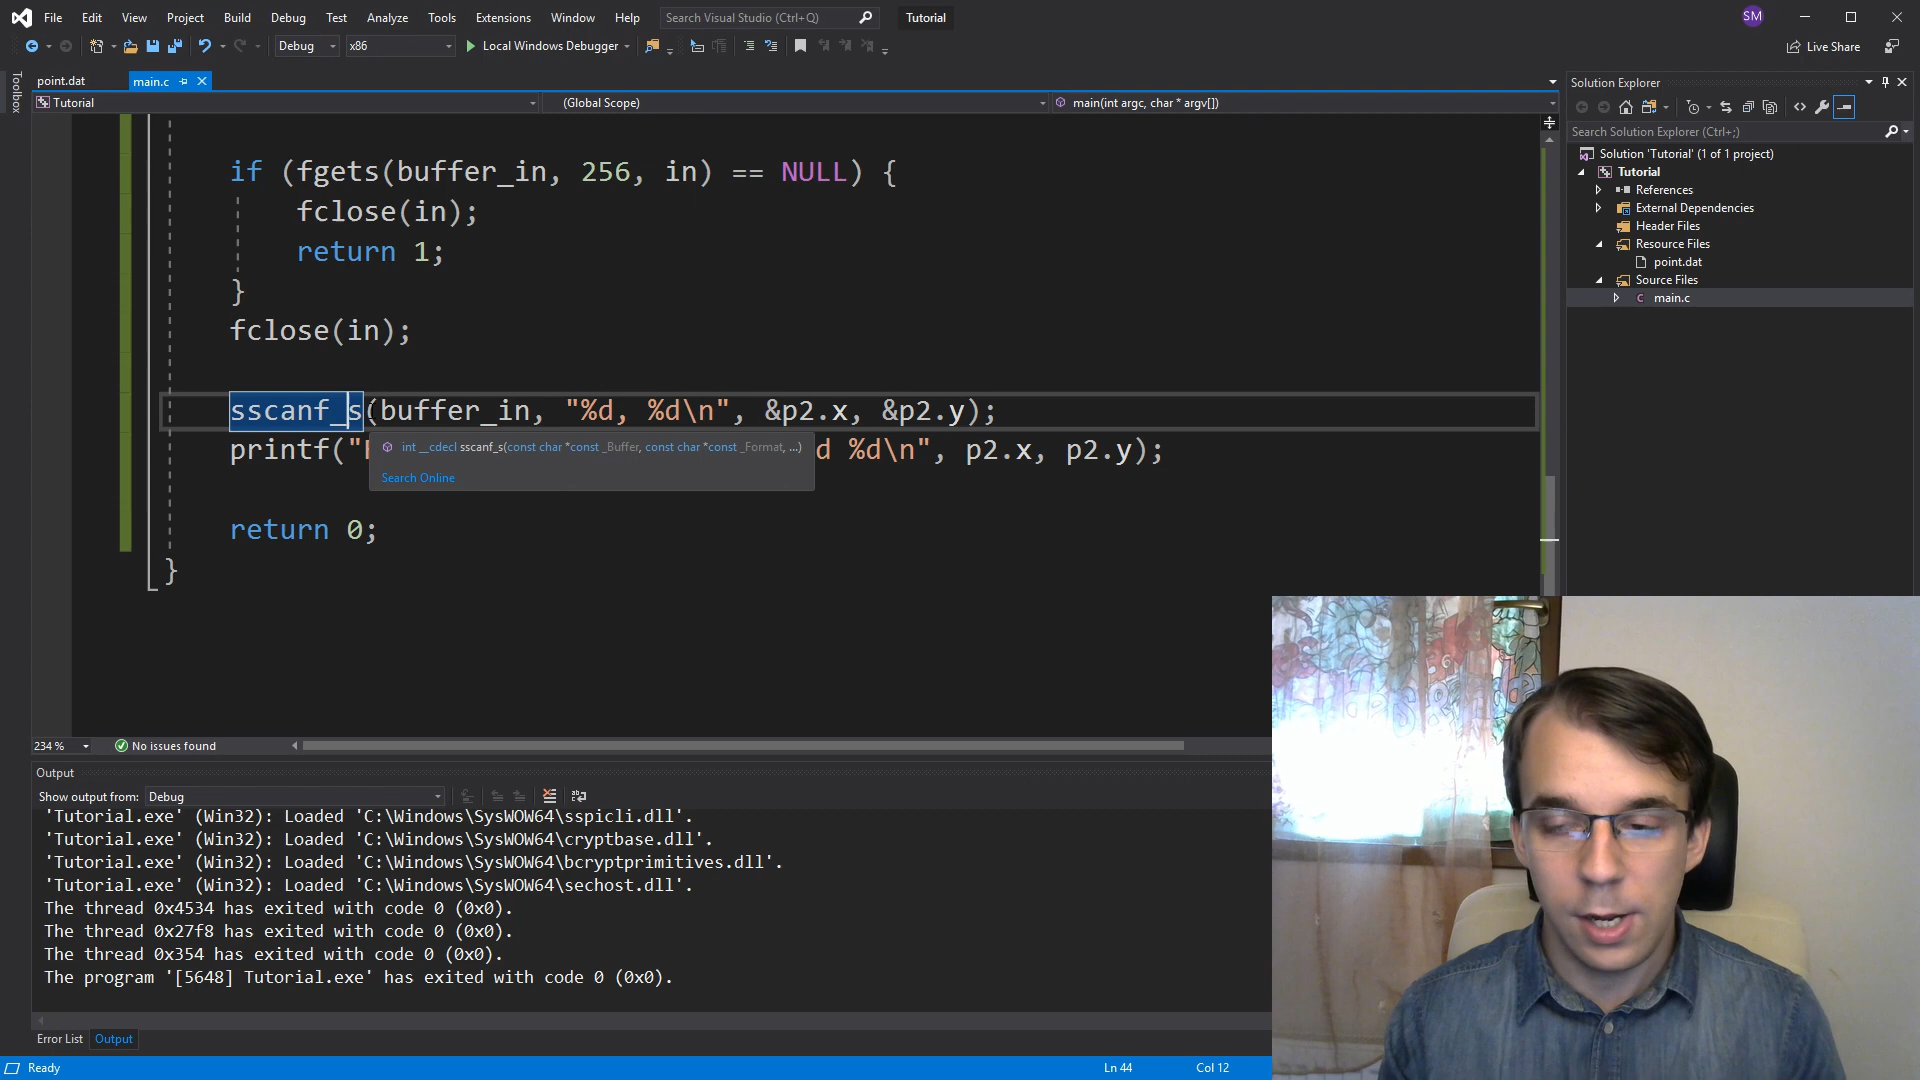 File Edit View Project Build Debug Test Analyze Tools Extensions Window Help Search Visual Studio (Ctrl+Q) Tutorial SM
Debug x86 Local Windows Debugger Live Share
Toolbox
point.dat main.c
Tutorial (Global Scope) main(int argc, char * argv[])
if (fgets(buffer_in, 256, in) == NULL) {
fclose(in);
return 1;
}
fclose(in);
sscanf_s(buffer_in, "%d, %d\n", &p2.x, &p2.y);
int __cdecl sscanf_s(const char *const _Buffer, const char *const _Format, ...)
Search Online
printf(" d %d\n", p2.x, p2.y);
return 0;
}
234 % No issues found
Output
Show output from: Debug
'Tutorial.exe' (Win32): Loaded 'C:\Windows\SysWOW64\sspicli.dll'.
'Tutorial.exe' (Win32): Loaded 'C:\Windows\SysWOW64\cryptbase.dll'.
'Tutorial.exe' (Win32): Loaded 'C:\Windows\SysWOW64\bcryptprimitives.dll'.
'Tutorial.exe' (Win32): Loaded 'C:\Windows\SysWOW64\sechost.dll'.
The thread 0x4534 has exited with code 0 (0x0).
The thread 0x27f8 has exited with code 0 (0x0).
The thread 0x354 has exited with code 0 (0x0).
The program '[5648] Tutorial.exe' has exited with code 0 (0x0).
Error List Output
Ready Ln 44 Col 12
Solution Explorer
Search Solution Explorer (Ctrl+;)
Solution 'Tutorial' (1 of 1 project)
Tutorial
References
External Dependencies
Header Files
Resource Files
point.dat
Source Files
main.c